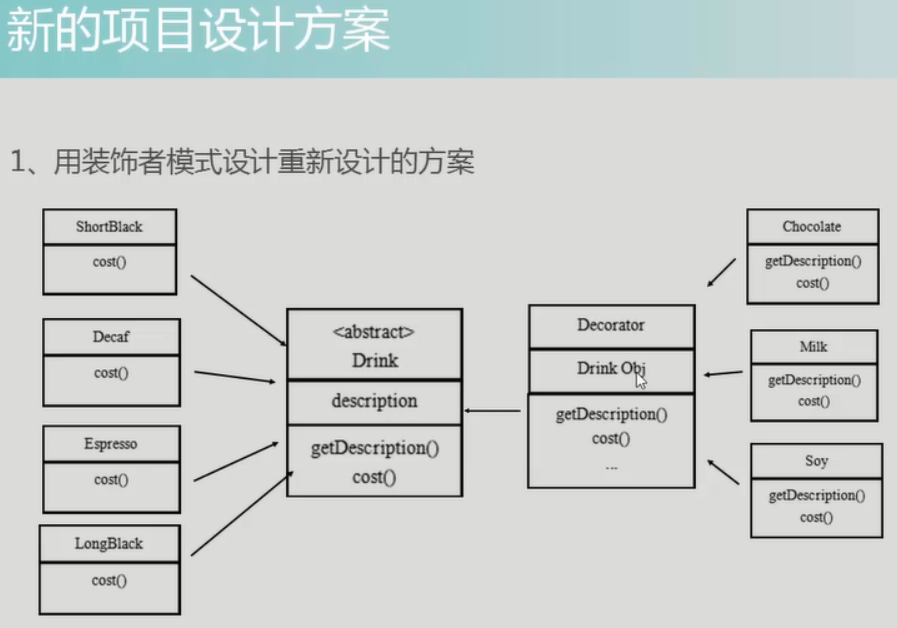 新的项目设计方案
1、用装饰者模式设计重新设计的方案
ShortBlack
cost()
Decaf
cost()
Espresso
cost()
LongBlack
cost()
<abstract>
Drink
description
getDescription()
cost()
Decorator
Drink Obj
getDescription()
cost()
...
Chocolate
getDescription()
cost()
Milk
getDescription()
cost()
Soy
getDescription()
cost()